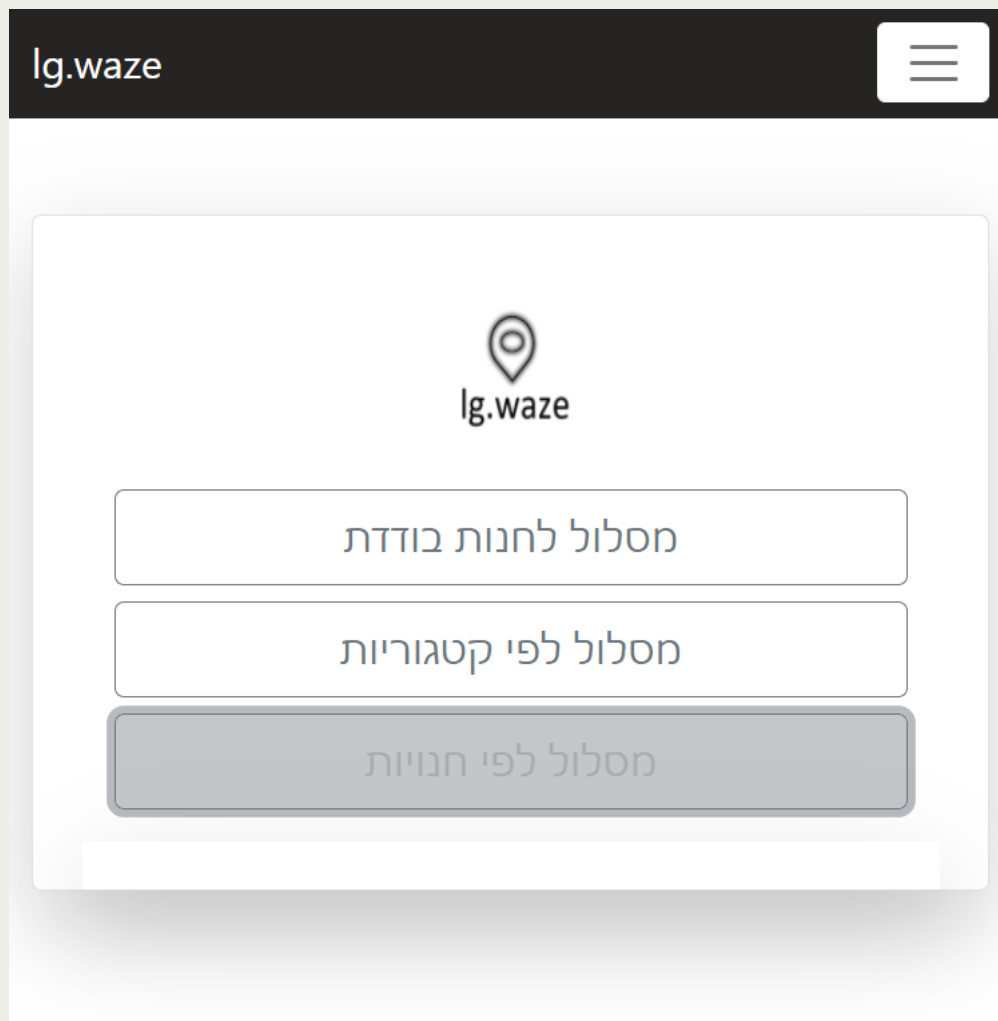 lg.waze
lg.waze
מסלול לחנות בודדת
מסלול לפי קטגוריות
מסלול לפי חנויות